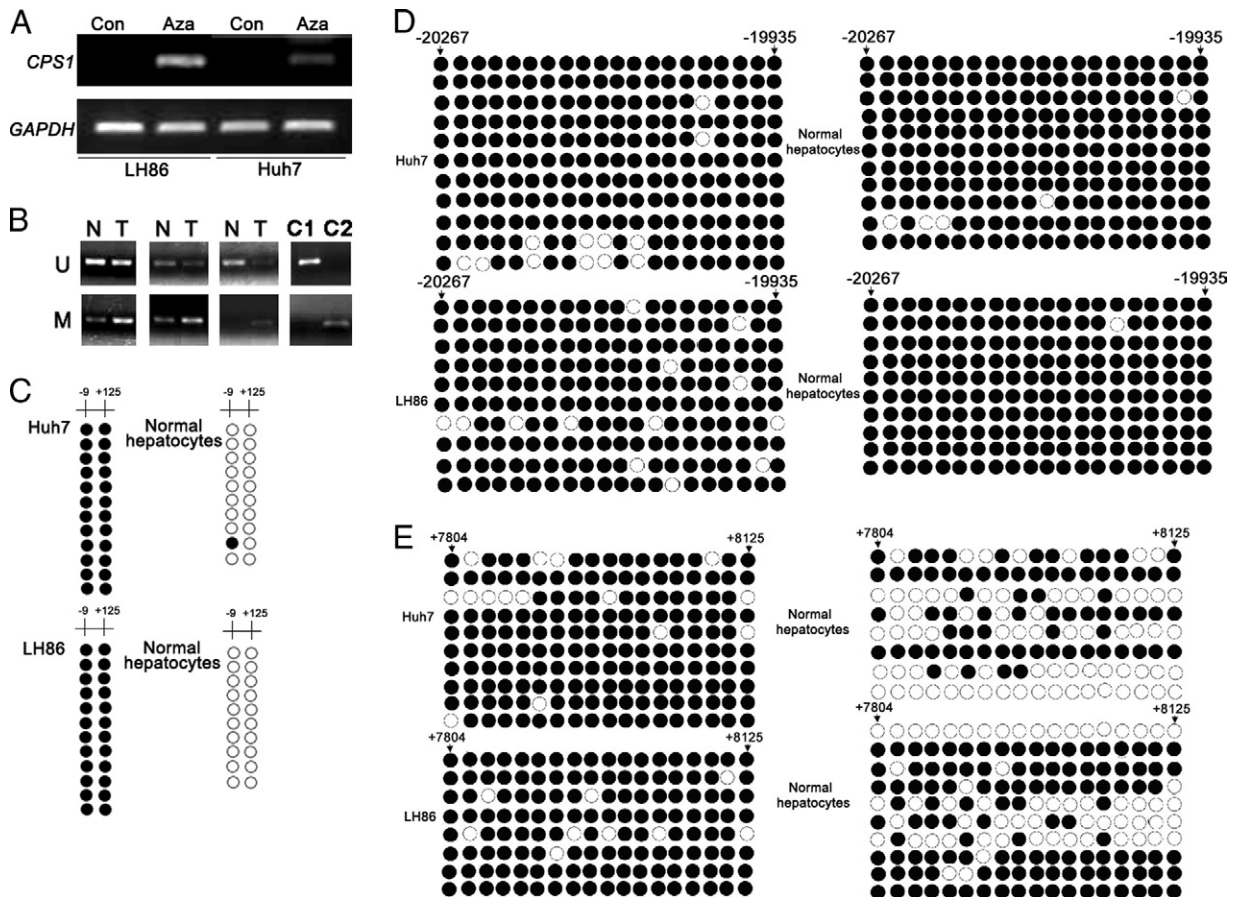 A
Con Aza Con Aza
CPS1
GAPDH
LH86 Huh7
B
N T N T N T C1 C2
U
M
C
-9 +125
Huh7
-9 +125
Normal
hepatocytes
-9 +125
LH86
-9 +125
Normal
hepatocytes
D
-20267 -19935
Huh7
-20267 -19935
Normal
hepatocytes
-20267 -19935
LH86
-20267 -19935
Normal
hepatocytes
E
+7804 +8125
Huh7
+7804 +8125
Normal
hepatocytes
+7804 +8125
LH86
+7804 +8125
Normal
hepatocytes